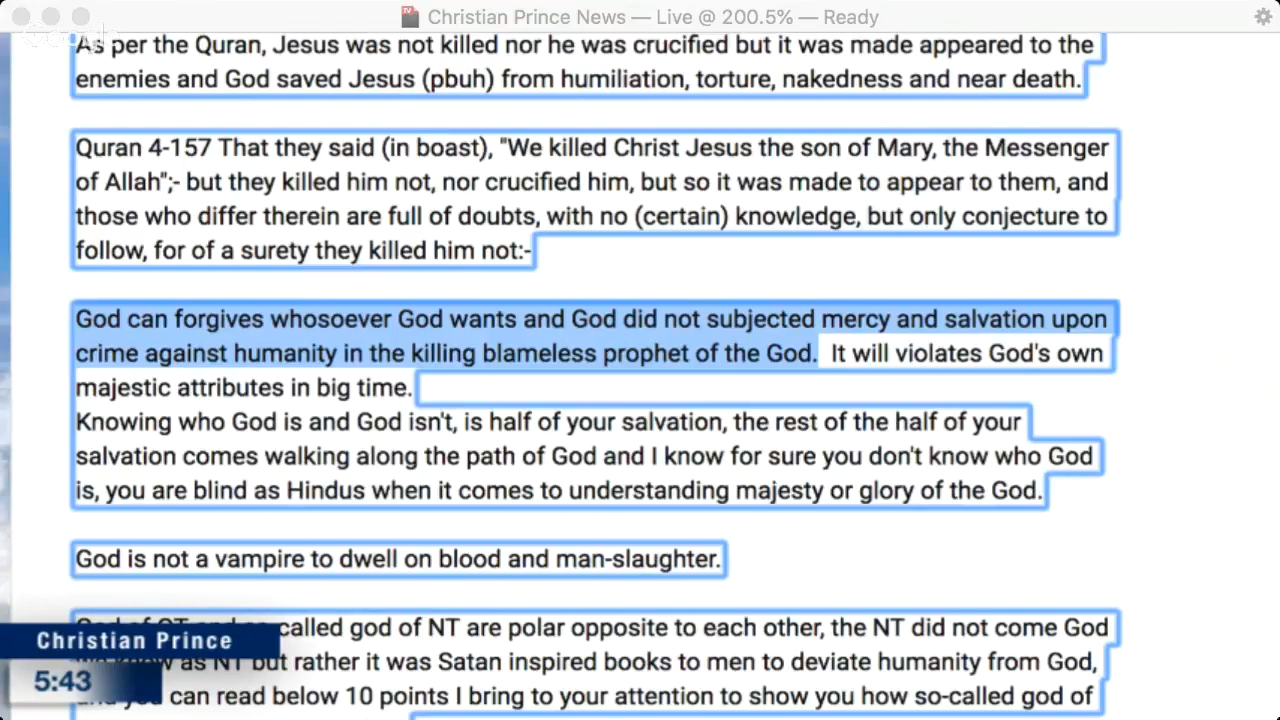 Christian Prince News — Live @ 200.5% — Ready
As per the Quran, Jesus was not killed nor he was crucified but it was made appeared to the
enemies and God saved Jesus (pbuh) from humiliation, torture, nakedness and near death.
Quran 4-157 That they said (in boast), "We killed Christ Jesus the son of Mary, the Messenger
of Allah";- but they killed him not, nor crucified him, but so it was made to appear to them, and
those who differ therein are full of doubts, with no (certain) knowledge, but only conjecture to
follow, for of a surety they killed him not:-
God can forgives whosoever God wants and God did not subjected mercy and salvation upon
crime against humanity in the killing blameless prophet of the God. It will violates God's own
majestic attributes in big time.
Knowing who God is and God isn't, is half of your salvation, the rest of the half of your
salvation comes walking along the path of God and I know for sure you don't know who God
is, you are blind as Hindus when it comes to understanding majesty or glory of the God.
God is not a vampire to dwell on blood and man-slaughter.
called god of NT are polar opposite to each other, the NT did not come God
as NT but rather it was Satan inspired books to men to deviate humanity from God,
can read below 10 points I bring to your attention to show you how so-called god of
Christian Prince
5:43